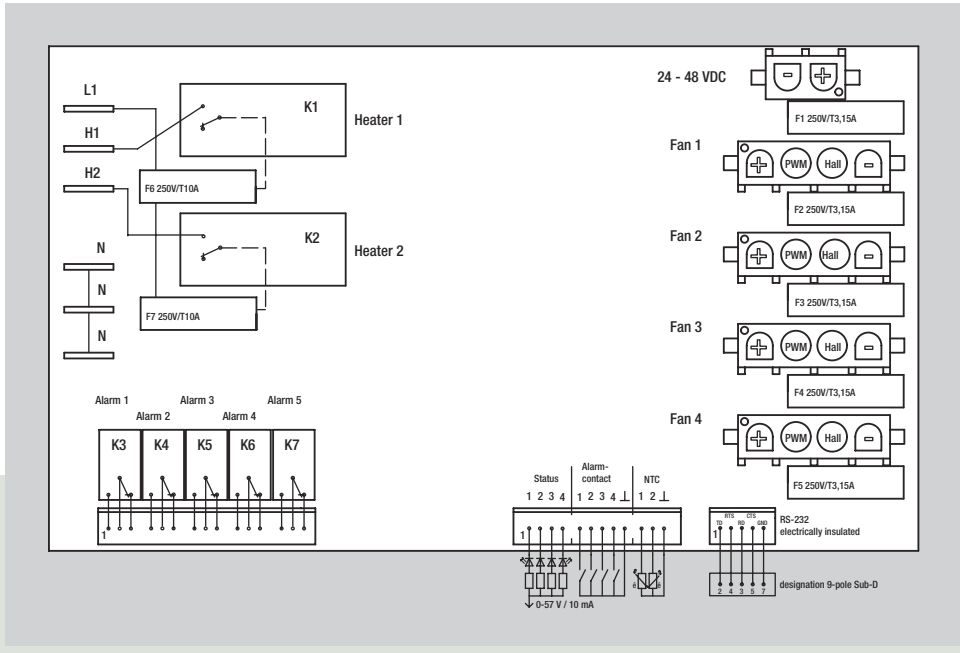 24 - 48 VDC
F1 250V/T3,15A
L1
H1
H2
K1
Heater 1
F6 250V/T10A
K2
Heater 2
F7 250V/T10A
N
N
N
Fan 1
PWM Hall
F2 250V/T3,15A
Fan 2
PWM Hall
F3 250V/T3,15A
Fan 3
PWM Hall
F4 250V/T3,15A
Fan 4
PWM Hall
F5 250V/T3,15A
Alarm 1 Alarm 3 Alarm 5
Alarm 2 Alarm 4
K3 K4 K5 K6 K7
1
Status Alarm-
contact NTC
1 2 3 4 1 2 3 4 ⊥ 1 2 ⊥
1
0-57 V / 10 mA
RTS CTS
TD RD GND
1
RS-232
electrically insulated
2 4 3 5 7
designation 9-pole Sub-D